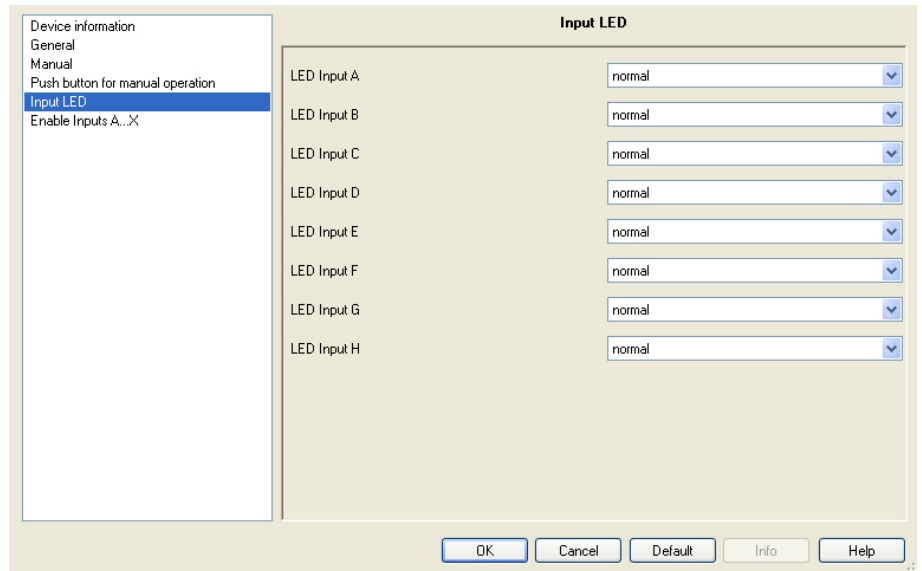 Device information
General
Manual
Push button for manual operation
Input LED
Enable Inputs A...X
Input LED
LED Input A normal
LED Input B normal
LED Input C normal
LED Input D normal
LED Input E normal
LED Input F normal
LED Input G normal
LED Input H normal
OK Cancel Default Info Help